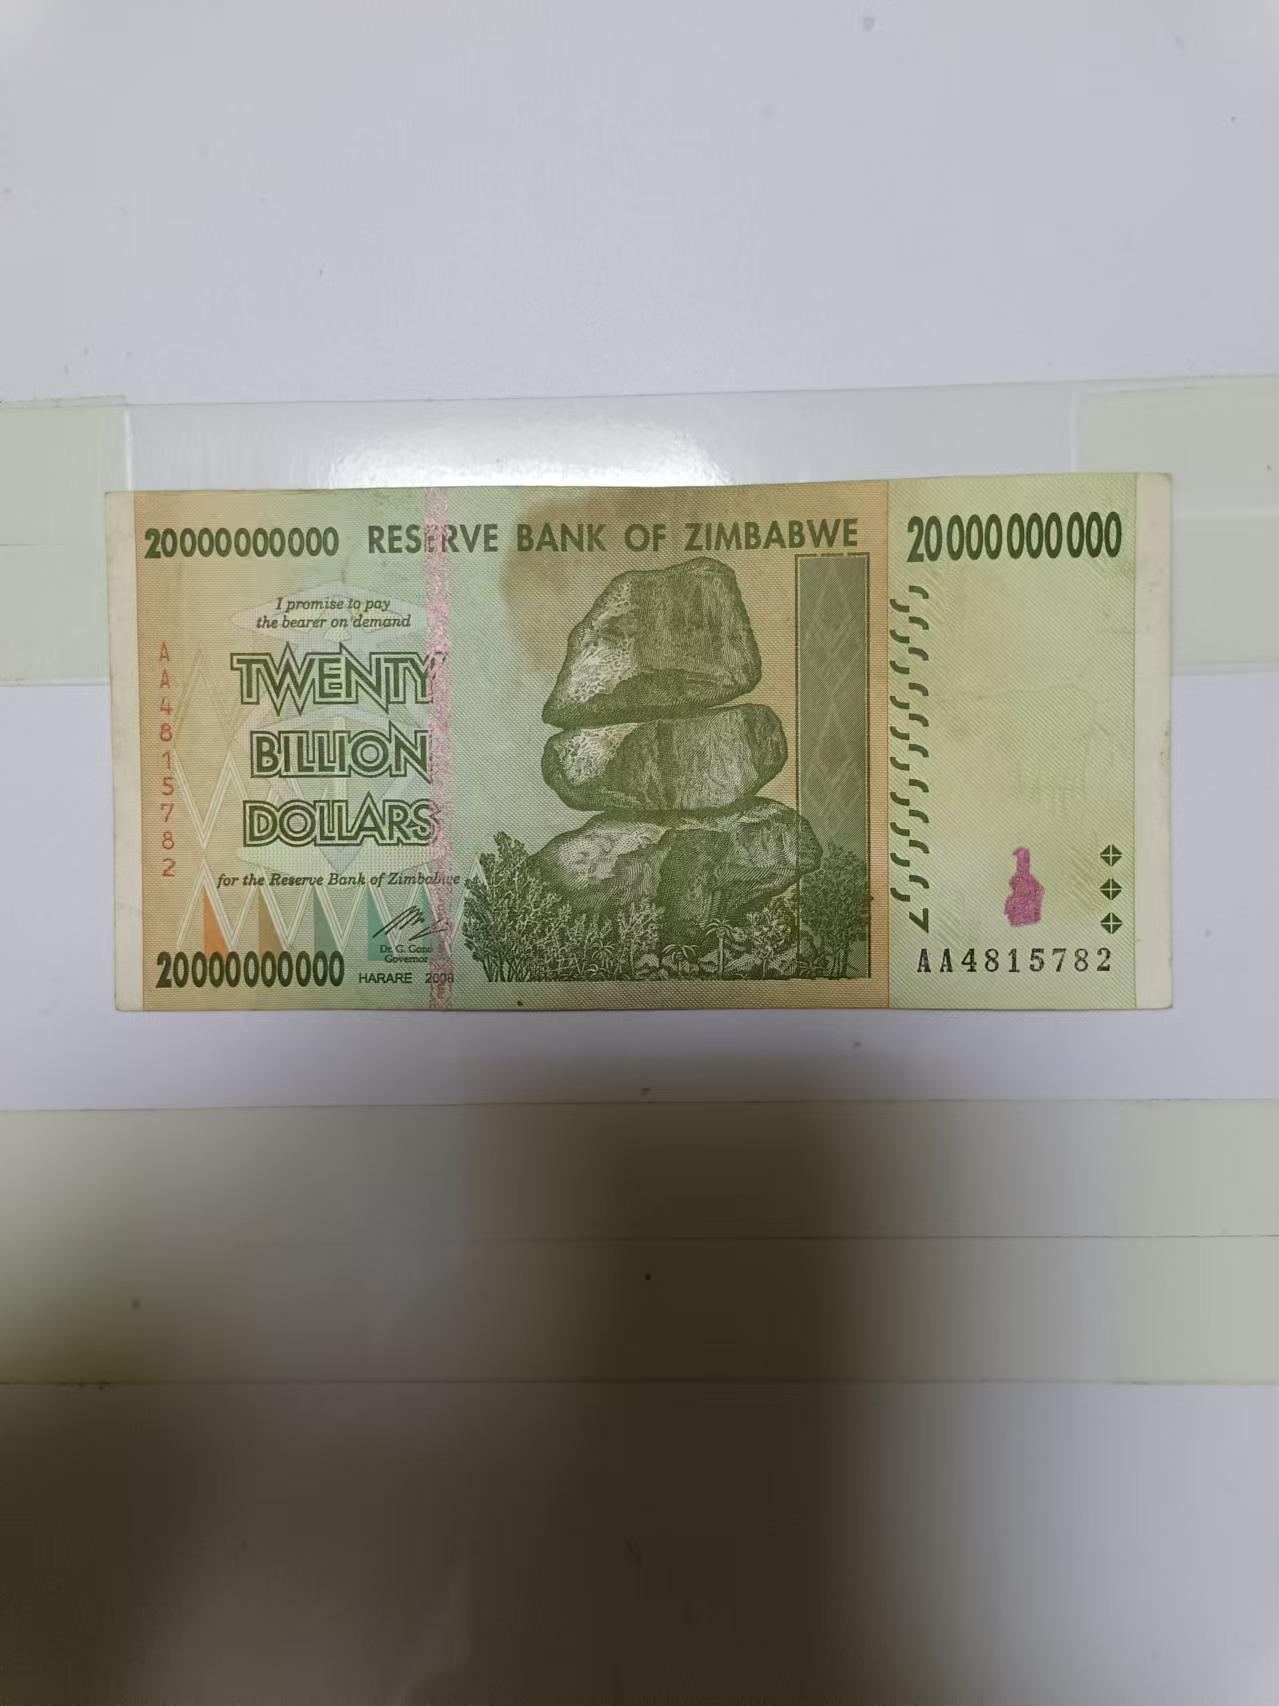 20000000000 RESERVE BANK OF ZIMBABWE 20000000000
I promise to pay
the bearer on demand
TWENTY
BILLION
DOLLARS
for the Reserve Bank of Zimbabwe
Dr. G. Gono
Governor
20000000000 HARARE 2008
AA4815782
AA4815782